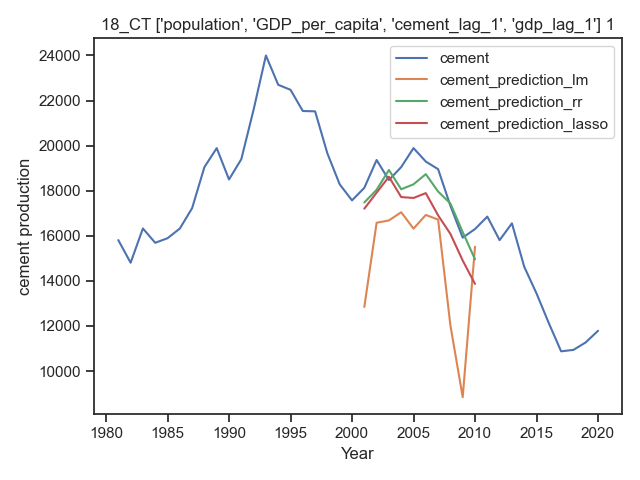 18_CT ['population', 'GDP_per_capita', 'cement_lag_1', 'gdp_lag_1'] 1
cement
cement_prediction_lm
cement_prediction_rr
cement_prediction_lasso
24000
22000
20000
18000
16000
14000
12000
10000
cement production
1980 1985 1990 1995 2000 2005 2010 2015 2020
Year